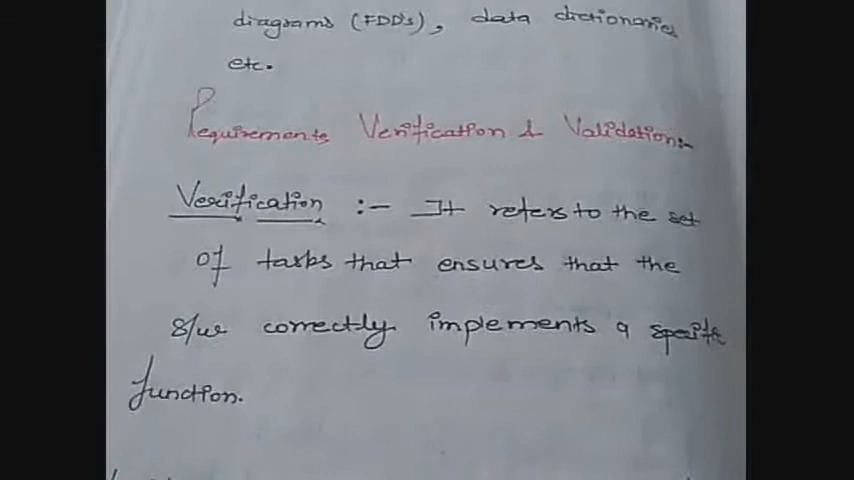 diagrams (FDD's), data dictionaries
etc.
Requirements Verification & Validation:-
Verification :- It refers to the set
of tasks that ensures that the
S/w correctly implements a specific
function.